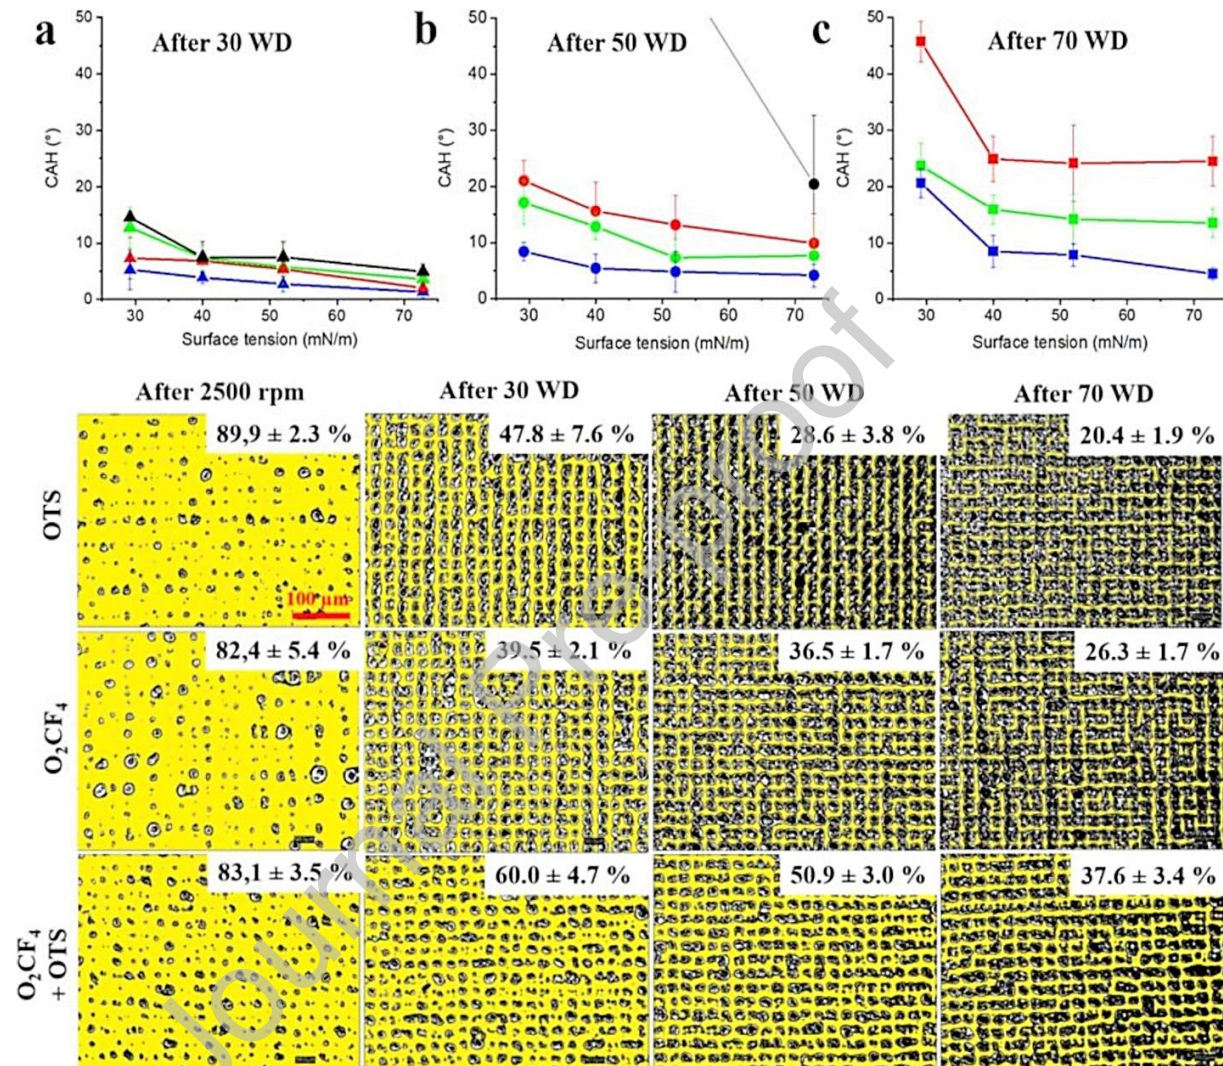 a After 30 WD
b After 50 WD
c After 70 WD
50
40
30
20
10
0
CAH (°)
30 40 50 60 70
Surface tension (mN/m)
50
40
30
20
10
0
CAH (°)
30 40 50 60 70
Surface tension (mN/m)
50
40
30
20
10
0
CAH (°)
30 40 50 60 70
Surface tension (mN/m)
After 2500 rpm After 30 WD After 50 WD After 70 WD
OTS
89,9 ± 2.3 % 47.8 ± 7.6 % 28.6 ± 3.8 % 20.4 ± 1.9 %
100 µm
O₂CF₄
82,4 ± 5.4 % 39.5 ± 2.1 % 36.5 ± 1.7 % 26.3 ± 1.7 %
O₂CF₄
+ OTS
83,1 ± 3.5 % 60.0 ± 4.7 % 50.9 ± 3.0 % 37.6 ± 3.4 %
Journal Pre-proof